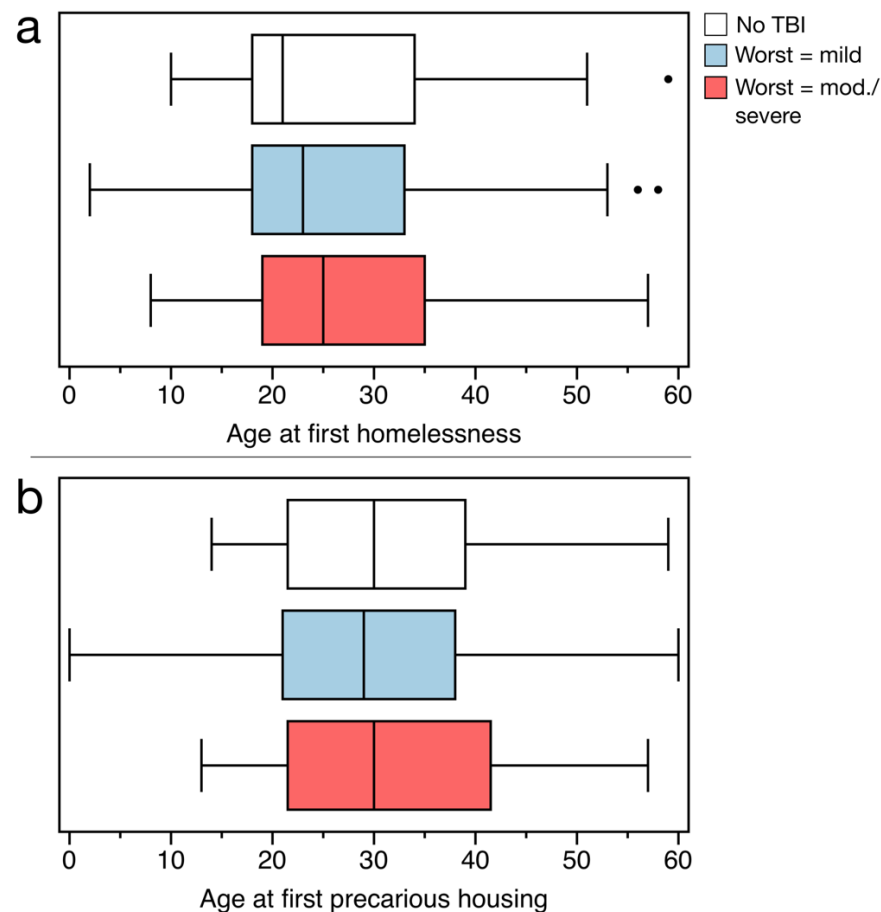 a
No TBI
Worst = mild
Worst = mod./
severe
0 10 20 30 40 50 60
Age at first homelessness
b
0 10 20 30 40 50 60
Age at first precarious housing